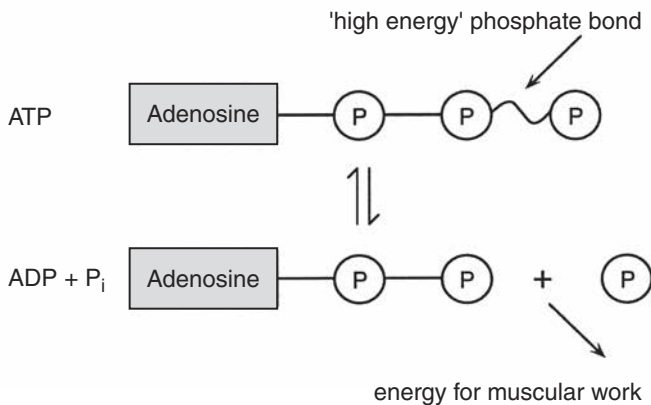 'high energy' phosphate bond
ATP Adenosine P P P
ADP + Pᵢ Adenosine P P + P
energy for muscular work